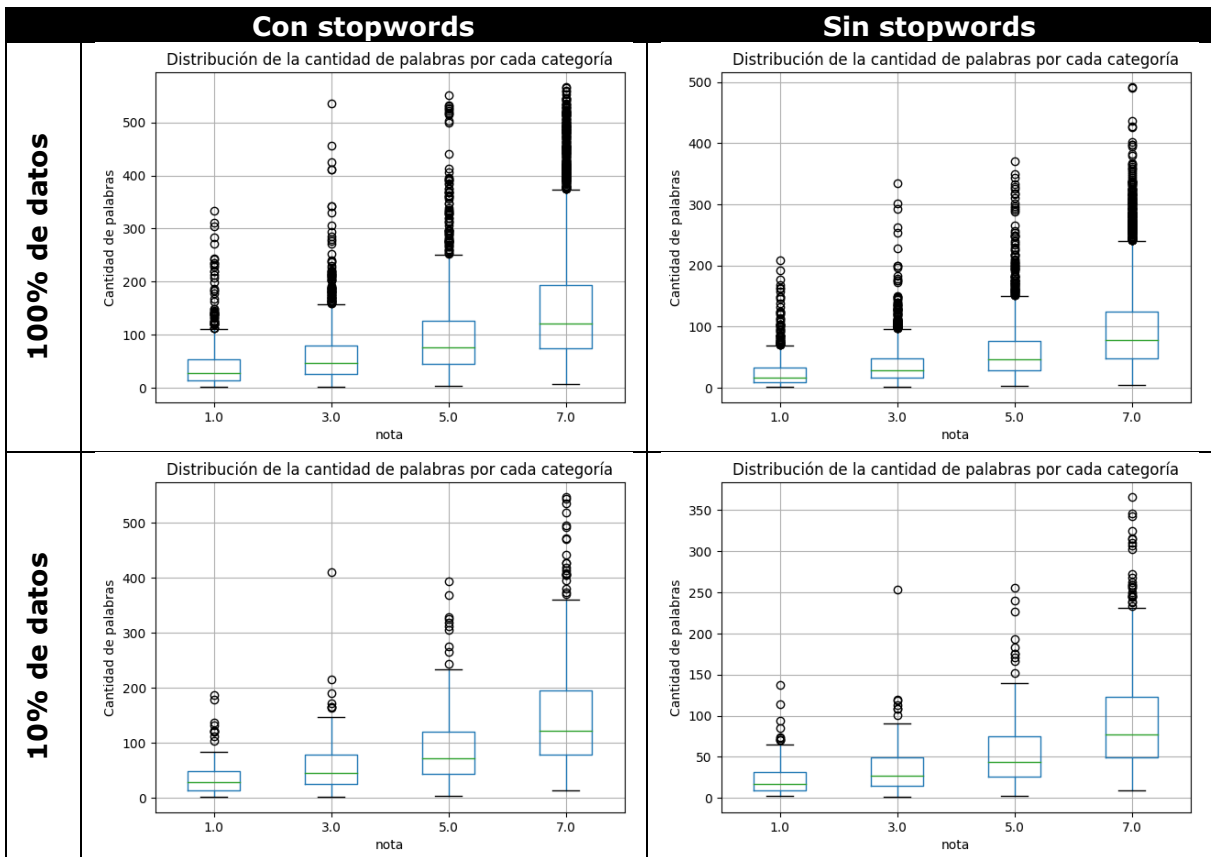 Con stopwords
Sin stopwords
100% de datos
Distribución de la cantidad de palabras por cada categoría
Cantidad de palabras
500
400
300
200
100
0
1.0 3.0 5.0 7.0
nota
Distribución de la cantidad de palabras por cada categoría
Cantidad de palabras
500
400
300
200
100
0
1.0 3.0 5.0 7.0
nota
10% de datos
Distribución de la cantidad de palabras por cada categoría
Cantidad de palabras
500
400
300
200
100
0
1.0 3.0 5.0 7.0
nota
Distribución de la cantidad de palabras por cada categoría
Cantidad de palabras
350
300
250
200
150
100
50
0
1.0 3.0 5.0 7.0
nota